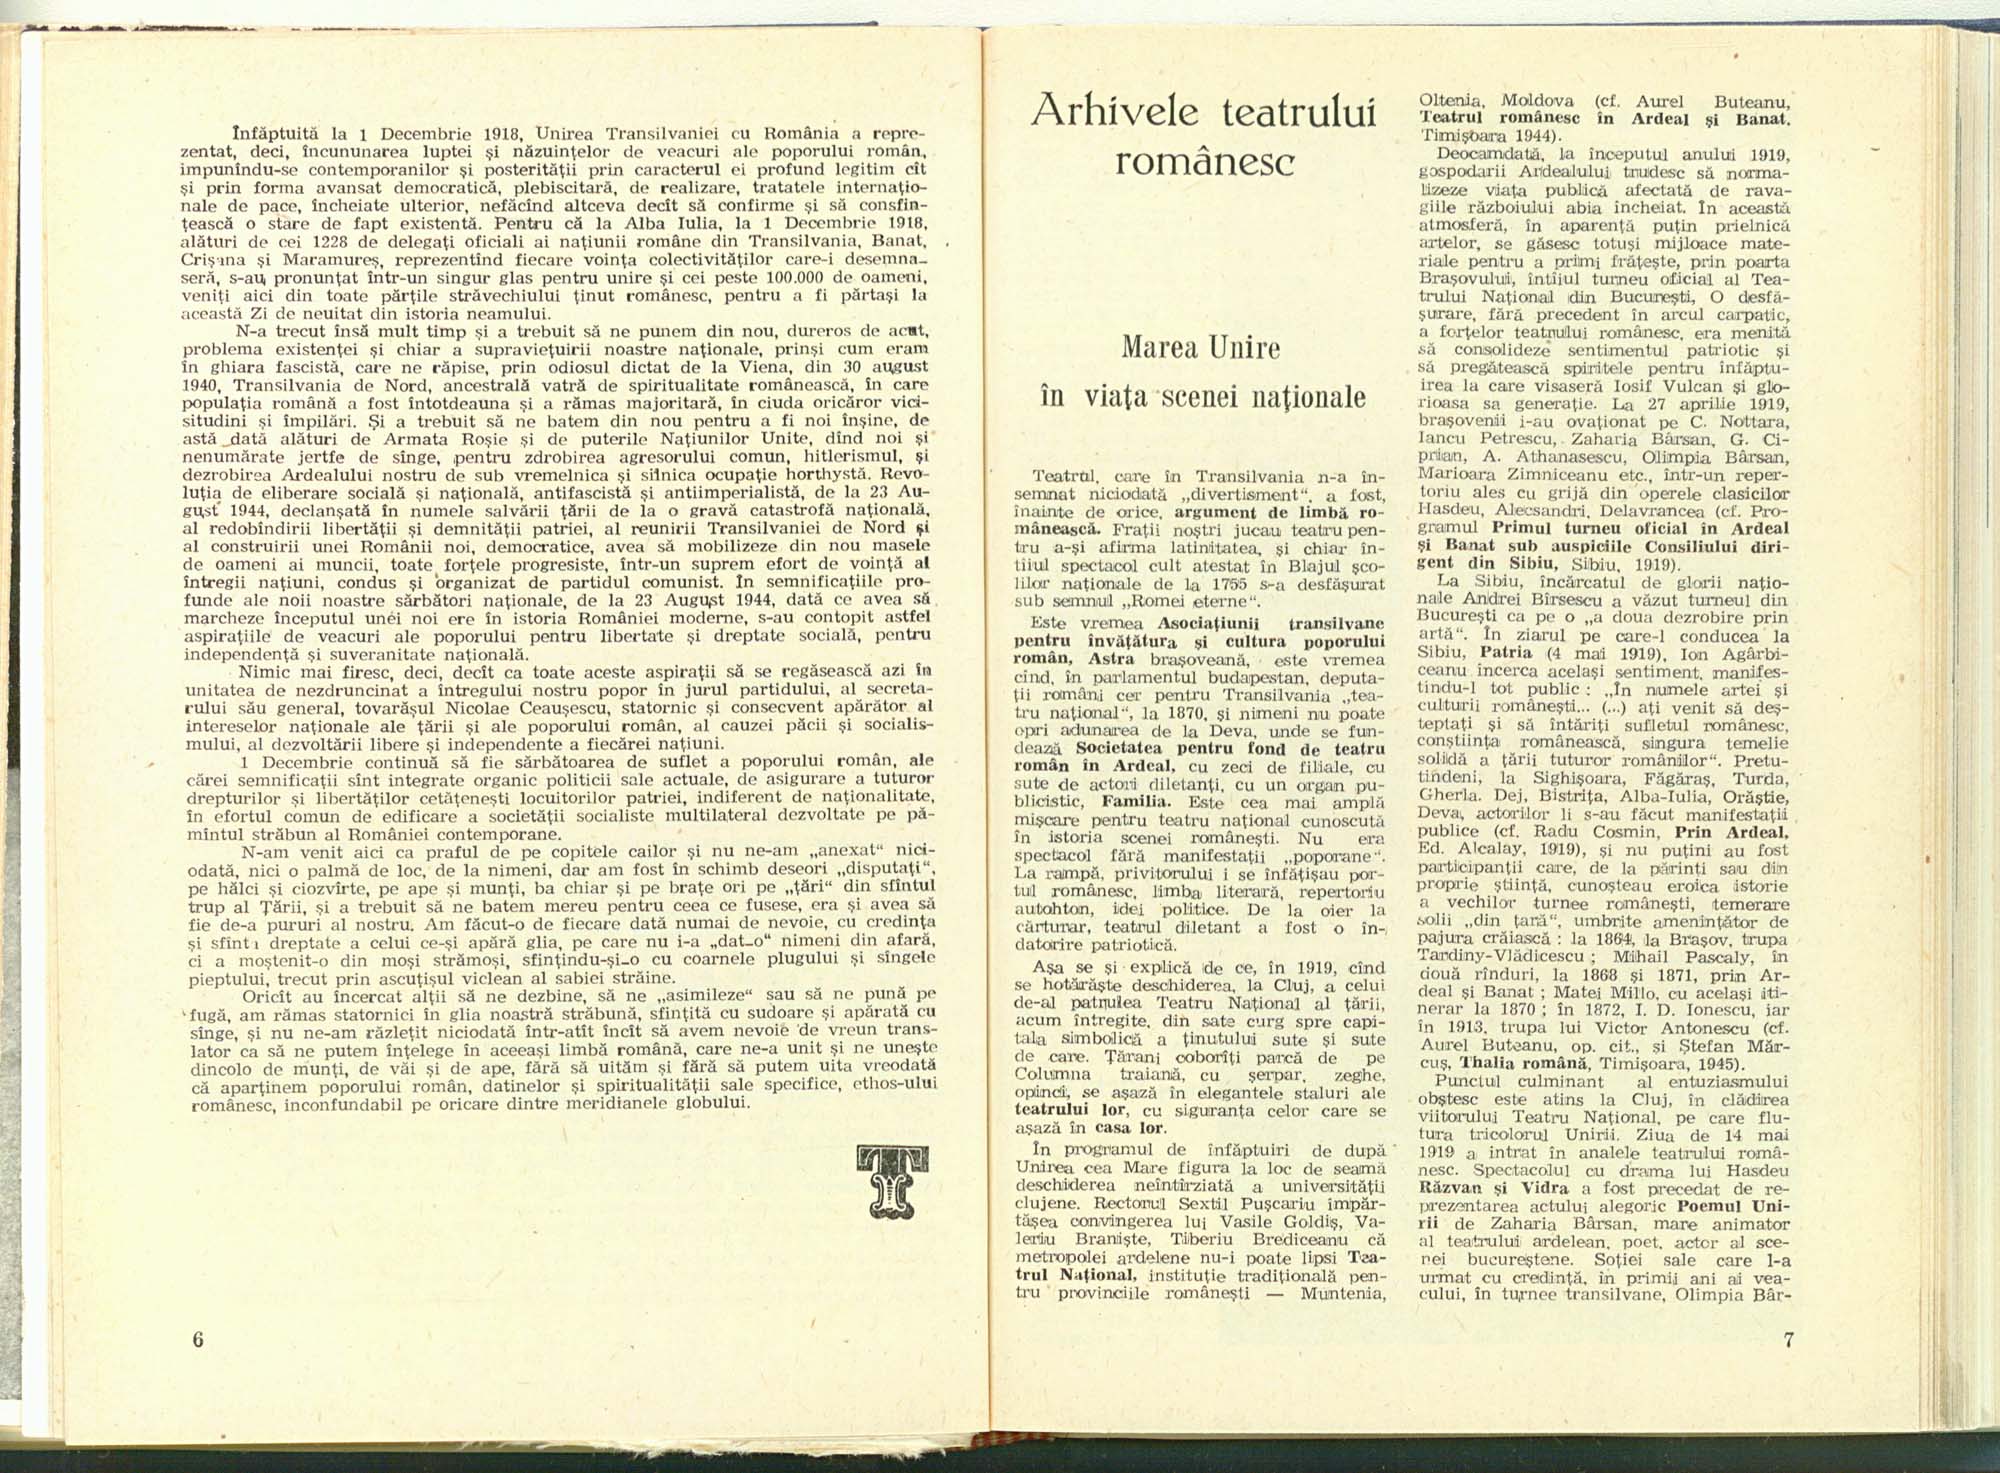 Înfăptuită la 1 Decembrie 1918, Unirea Transilvaniei cu România a repre-
zentat, deci, încununarea luptei și năzuințelor de veacuri ale poporului român,
impunîndu-se contemporanilor și posterității prin caracterul ei profund legitim cît
și prin forma avansat democratică, plebiscitară, de realizare, tratatele internațio-
nale de pace, încheiate ulterior, nefăcînd altceva decît să confirme și să consfin-
țească o stare de fapt existentă. Pentru că la Alba Iulia, la 1 Decembrie 1918,
alături de cei 1228 de delegați oficiali ai națiunii române din Transilvania, Banat,
Crișana și Maramureș, reprezentînd fiecare voința colectivităților care-i desemna-
seră, s-au pronunțat într-un singur glas pentru unire și cei peste 100.000 de oameni,
veniți aici din toate părțile străvechiului ținut românesc, pentru a fi părtași la
această Zi de neuitat din istoria neamului.
N-a trecut însă mult timp și a trebuit să ne punem din nou, dureros de acut,
problema existenței și chiar a supraviețuirii noastre naționale, prinși cum eram
în ghiara fascistă, care ne răpise, prin odiosul dictat de la Viena, din 30 august
1940, Transilvania de Nord, ancestrală vatră de spiritualitate românească, în care
populația română a fost întotdeauna și a rămas majoritară, în ciuda oricăror vici-
situdini și împilări. Și a trebuit să ne batem din nou pentru a fi noi înșine, de
astă dată alături de Armata Roșie și de puterile Națiunilor Unite, dînd noi și
nenumărate jertfe de sînge, pentru zdrobirea agresorului comun, hitlerismul, și
dezrobirea Ardealului nostru de sub vremelnica și silnica ocupație horthystă. Revo-
luția de eliberare socială și națională, antifascistă și antiimperialistă, de la 23 Au-
gust 1944, declanșată în numele salvării țării de la o gravă catastrofă națională,
al redobîndirii libertății și demnității patriei, al reunirii Transilvaniei de Nord și
al construirii unei Românii noi, democratice, avea să mobilizeze din nou masele
de oameni ai muncii, toate forțele progresiste, într-un suprem efort de voință al
întregii națiuni, condus și organizat de partidul comunist. În semnificațiile pro-
funde ale noii noastre sărbători naționale, de la 23 August 1944, dată ce avea să
marcheze începutul unei noi ere în istoria României moderne, s-au contopit astfel
aspirațiile de veacuri ale poporului pentru libertate și dreptate socială, pentru
independență și suveranitate națională.
Nimic mai firesc, deci, decît ca toate aceste aspirații să se regăsească azi în
unitatea de nezdruncinat a întregului nostru popor în jurul partidului, al secreta-
rului său general, tovarășul Nicolae Ceaușescu, statornic și consecvent apărător al
intereselor naționale ale țării și ale poporului român, al cauzei păcii și socialis-
mului, al dezvoltării libere și independente a fiecărei națiuni.
1 Decembrie continuă să fie sărbătoarea de suflet a poporului român, ale
cărei semnificații sînt integrate organic politicii sale actuale, de asigurare a tuturor
drepturilor și libertăților cetățenești locuitorilor patriei, indiferent de naționalitate,
în efortul comun de edificare a societății socialiste multilateral dezvoltate pe pă-
mîntul străbun al României contemporane.
N-am venit aici ca praful de pe copitele cailor și nu ne-am „anexat“ nici-
odată, nici o palmă de loc, de la nimeni, dar am fost în schimb deseori „disputați“,
pe hălci și ciozvîrte, pe ape și munți, ba chiar și pe brațe ori pe „țări“ din sfîntul
trup al Țării, și a trebuit să ne batem mereu pentru ceea ce fusese, era și avea să
fie de-a pururi al nostru. Am făcut-o de fiecare dată numai de nevoie, cu credința
și sfînta dreptate a celui ce-și apără glia, pe care nu i-a „dat-o“ nimeni din afară,
ci a moștenit-o din moși strămoși, sfințindu-și-o cu coarnele plugului și sîngele
pieptului, trecut prin ascuțișul viclean al sabiei străine.
Oricît au încercat alții să ne dezbine, să ne „asimileze“ sau să ne pună pe
fugă, am rămas statornici în glia noastră străbună, sfințită cu sudoare și apărată cu
sînge, și nu ne-am răzlețit niciodată într-atît încît să avem nevoie de vreun trans-
lator ca să ne putem înțelege în aceeași limbă română, care ne-a unit și ne unește
dincolo de munți, de văi și de ape, fără să uităm și fără să putem uita vreodată
că aparținem poporului român, datinelor și spiritualității sale specifice, ethos-ului
românesc, inconfundabil pe oricare dintre meridianele globului.
T
6
Arhivele teatrului
românesc
Marea Unire
în viața scenei naționale
Teatrul, care în Transilvania n-a în-
semnat niciodată „divertisment“, a fost,
înainte de orice, argument de limbă ro-
mânească. Frații noștri jucau teatru pen-
tru a-și afirma latinitatea, și chiar în-
tîiul spectacol cult atestat în Blajul șco-
lilor naționale de la 1755 s-a desfășurat
sub semnul „Romei eterne“.
Este vremea Asociațiunii transilvane
pentru învățătura și cultura poporului
român, Astra brașoveană, este vremea
cînd, în parlamentul budapestan, deputa-
ții români cer pentru Transilvania „tea-
tru național“, la 1870, și nimeni nu poate
opri adunarea de la Deva, unde se fun-
dează Societatea pentru fond de teatru
român în Ardeal, cu zeci de filiale, cu
sute de actori diletanți, cu un organ pu-
blicistic, Familia. Este cea mai amplă
mișcare pentru teatru național cunoscută
în istoria scenei românești. Nu era
spectacol fără manifestații „poporane“.
La rampă, privitorului i se înfățișau por-
tul românesc, limba literară, repertoriu
autohton, idei politice. De la oier la
cărturar, teatrul diletant a fost o în-
datorire patriotică.
Așa se și explică de ce, în 1919, cînd
se hotărăște deschiderea, la Cluj, a celui
de-al patrulea Teatru Național al țării,
acum întregite, din sate curg spre capi-
tala simbolică a ținutului sute și sute
de care. Țărani coborîți parcă de pe
Columna traiană, cu șerpar, zeghe,
opinci, se așază în elegantele staluri ale
teatrului lor, cu siguranța celor care se
așază în casa lor.
În programul de înfăptuiri de după
Unirea cea Mare figura la loc de seamă
deschiderea neîntîrziată a universității
clujene. Rectorul Sextil Pușcariu împăr-
tășea convingerea lui Vasile Goldiș, Va-
leriu Braniște, Tiberiu Brediceanu că
metropolei ardelene nu-i poate lipsi Tea-
trul Național, instituție tradițională pen-
tru provinciile românești — Muntenia,
Oltenia, Moldova (cf. Aurel Buteanu,
Teatrul românesc în Ardeal și Banat,
Timișoara 1944).
Deocamdată, la începutul anului 1919,
gospodarii Ardealului trudesc să norma-
lizeze viața publică afectată de rava-
giile războiului abia încheiat. În această
atmosferă, în aparență puțin prielnică
artelor, se găsesc totuși mijloace mate-
riale pentru a primi frățește, prin poarta
Brașovului, întîiul turneu oficial al Tea-
trului Național din București, O desfă-
șurare, fără precedent în arcul carpatic,
a forțelor teatrului românesc, era menită
să consolideze sentimentul patriotic și
să pregătească spiritele pentru înfăptu-
irea la care visaseră Iosif Vulcan și glo-
rioasa sa generație. La 27 aprilie 1919,
brașovenii i-au ovaționat pe C. Nottara,
Iancu Petrescu, Zaharia Bârsan, G. Ci-
prian, A. Athanasescu, Olimpia Bârsan,
Marioara Zimniceanu etc., într-un reper-
toriu ales cu grijă din operele clasicilor
Hasdeu, Alecsandri, Delavrancea (cf. Pro-
gramul Primul turneu oficial în Ardeal
și Banat sub auspiciile Consiliului diri-
gent din Sibiu, Sibiu, 1919).
La Sibiu, încărcatul de glorii națio-
nale Andrei Bîrsescu a văzut turneul din
București ca pe o „a doua dezrobire prin
artă“. În ziarul pe care-l conducea la
Sibiu, Patria (4 mai 1919), Ion Agârbi-
ceanu încerca același sentiment, manifes-
tîndu-l tot public : „În numele artei și
culturii românești... (...) ați venit să deș-
teptați și să întăriți sufletul românesc,
conștiința românească, singura temelie
solidă a țării tuturor românilor“. Pretu-
tindeni, la Sighișoara, Făgăraș, Turda,
Gherla. Dej, Bistrița, Alba-Iulia, Orăștie,
Deva, actorilor li s-au făcut manifestații
publice (cf. Radu Cosmin, Prin Ardeal,
Ed. Alcalay, 1919), și nu puțini au fost
participanții care, de la părinți sau din
proprie știință, cunoșteau eroica istorie
a vechilor turnee românești, temerare
solii „din țară“, umbrite amenințător de
pajura crăiască : la 1864, la Brașov, trupa
Tardiny-Vlădicescu ; Mihail Pascaly, în
două rînduri, la 1868 și 1871, prin Ar-
deal și Banat ; Matei Millo, cu același iti-
nerar la 1870 ; în 1872, I. D. Ionescu, iar
în 1913, trupa lui Victor Antonescu (cf.
Aurel Buteanu, op. cit., și Ștefan Măr-
cuș, Thalia română, Timișoara, 1945).
Punctul culminant al entuziasmului
obștesc este atins la Cluj, în clădirea
viitorului Teatru Național, pe care flu-
tura tricolorul Unirii. Ziua de 14 mai
1919 a intrat în analele teatrului româ-
nesc. Spectacolul cu drama lui Hasdeu
Răzvan și Vidra a fost precedat de re-
prezentarea actului alegoric Poemul Uni-
rii de Zaharia Bârsan, mare animator
al teatrului ardelean, poet, actor al sce-
nei bucureștene. Soției sale care l-a
urmat cu credință, în primii ani ai vea-
cului, în turnee transilvane, Olimpia Bâr-
7